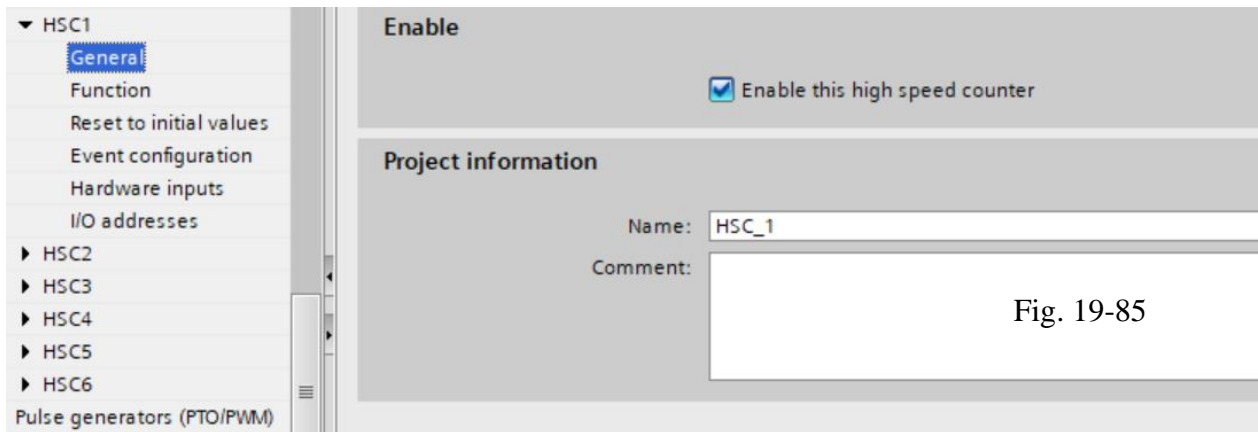 HSC1
General
Function
Reset to initial values
Event configuration
Hardware inputs
I/O addresses
HSC2
HSC3
HSC4
HSC5
HSC6
Pulse generators (PTO/PWM)
Enable
Enable this high speed counter
Project information
Name: HSC_1
Comment:
Fig. 19-85